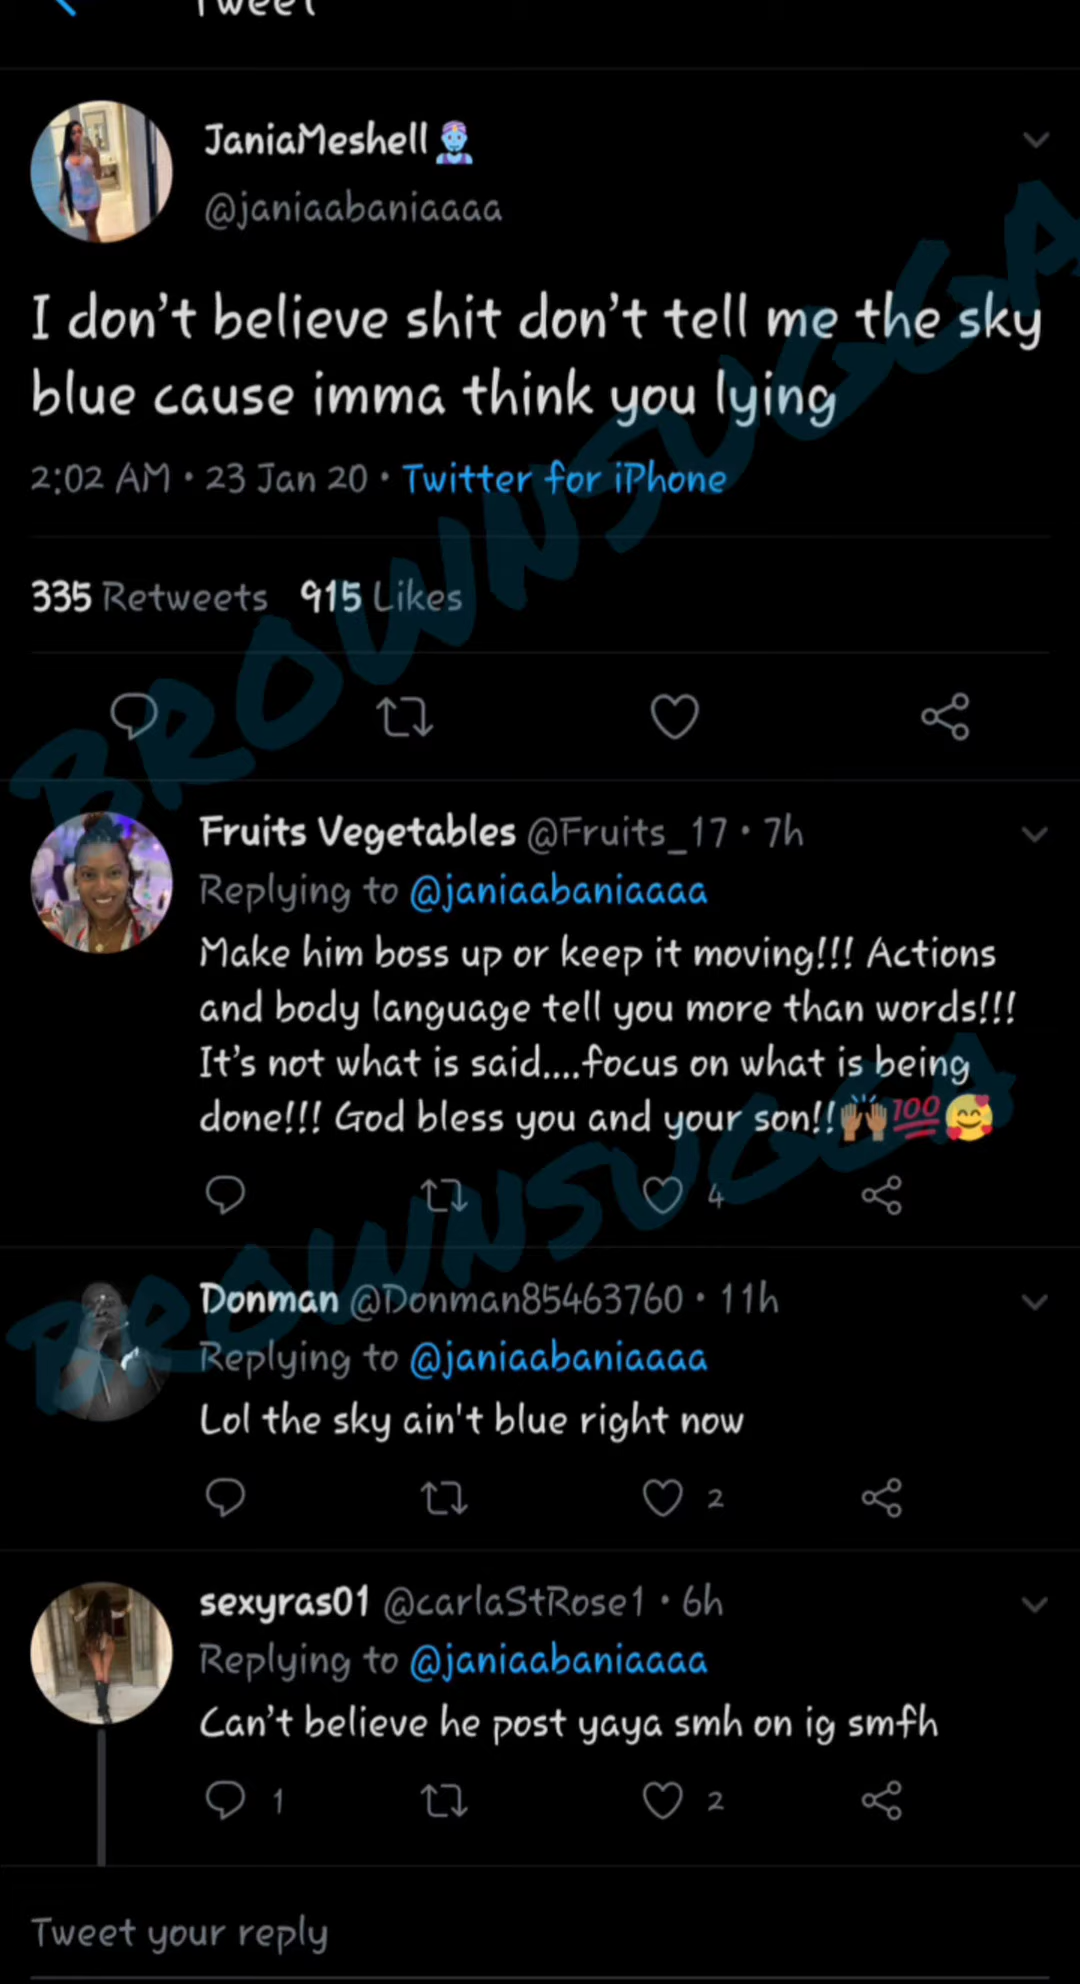 Tweet
JaniaMeshell
@janiaabaniaaaa
I don't believe shit don't tell me the sky
blue cause imma think you lying
2:02 AM · 23 Jan 20 · Twitter for iPhone
335 Retweets 915 Likes
BROWNSUGGA
Fruits Vegetables @Fruits_17 · 7h
Replying to @janiaabaniaaaa
Make him boss up or keep it moving!!! Actions
and body language tell you more than words!!!
It's not what is said....focus on what is being
done!!! God bless you and your son!!🙌🏽💯🥰
4
BROWNSUGGA
Donman @Donman85463760 · 11h
Replying to @janiaabaniaaaa
Lol the sky ain't blue right now
2
sexyras01 @carlaStRose1 · 6h
Replying to @janiaabaniaaaa
Can't believe he post yaya smh on ig smfh
1 2
Tweet your reply